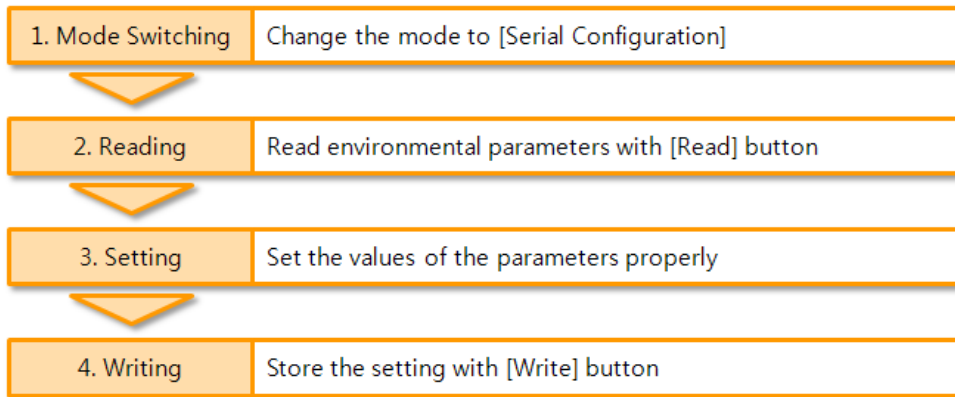 1. Mode Switching Change the mode to [Serial Configuration]
2. Reading Read environmental parameters with [Read] button
3. Setting Set the values of the parameters properly
4. Writing Store the setting with [Write] button